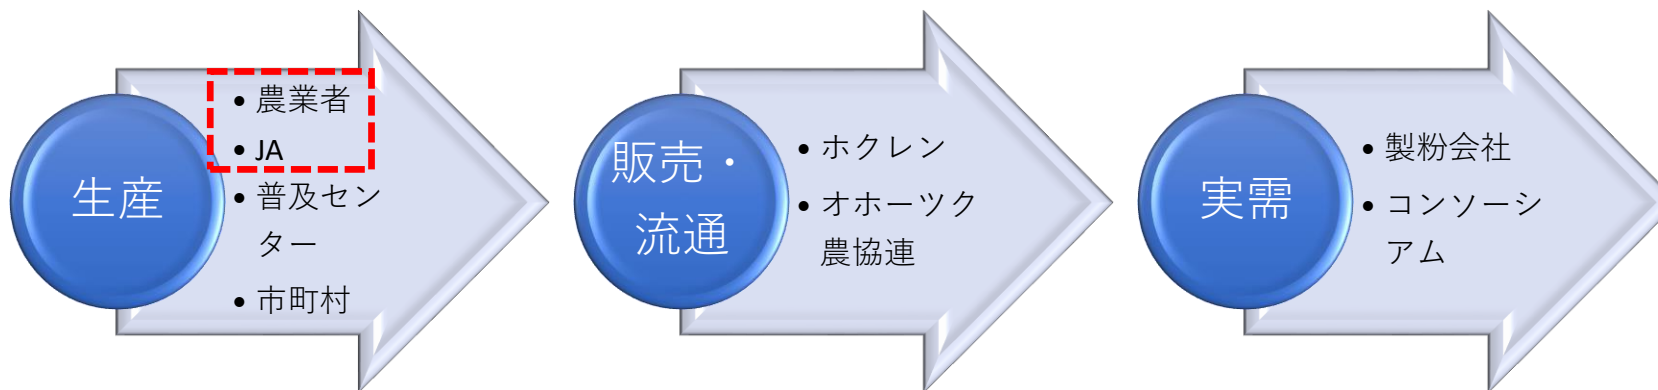 生産
• 農業者
• JA
• 普及セン
ター
• 市町村
販売・
流通
• ホクレン
• オホーツク
農協連
実需
• 製粉会社
• コンソーシ
アム